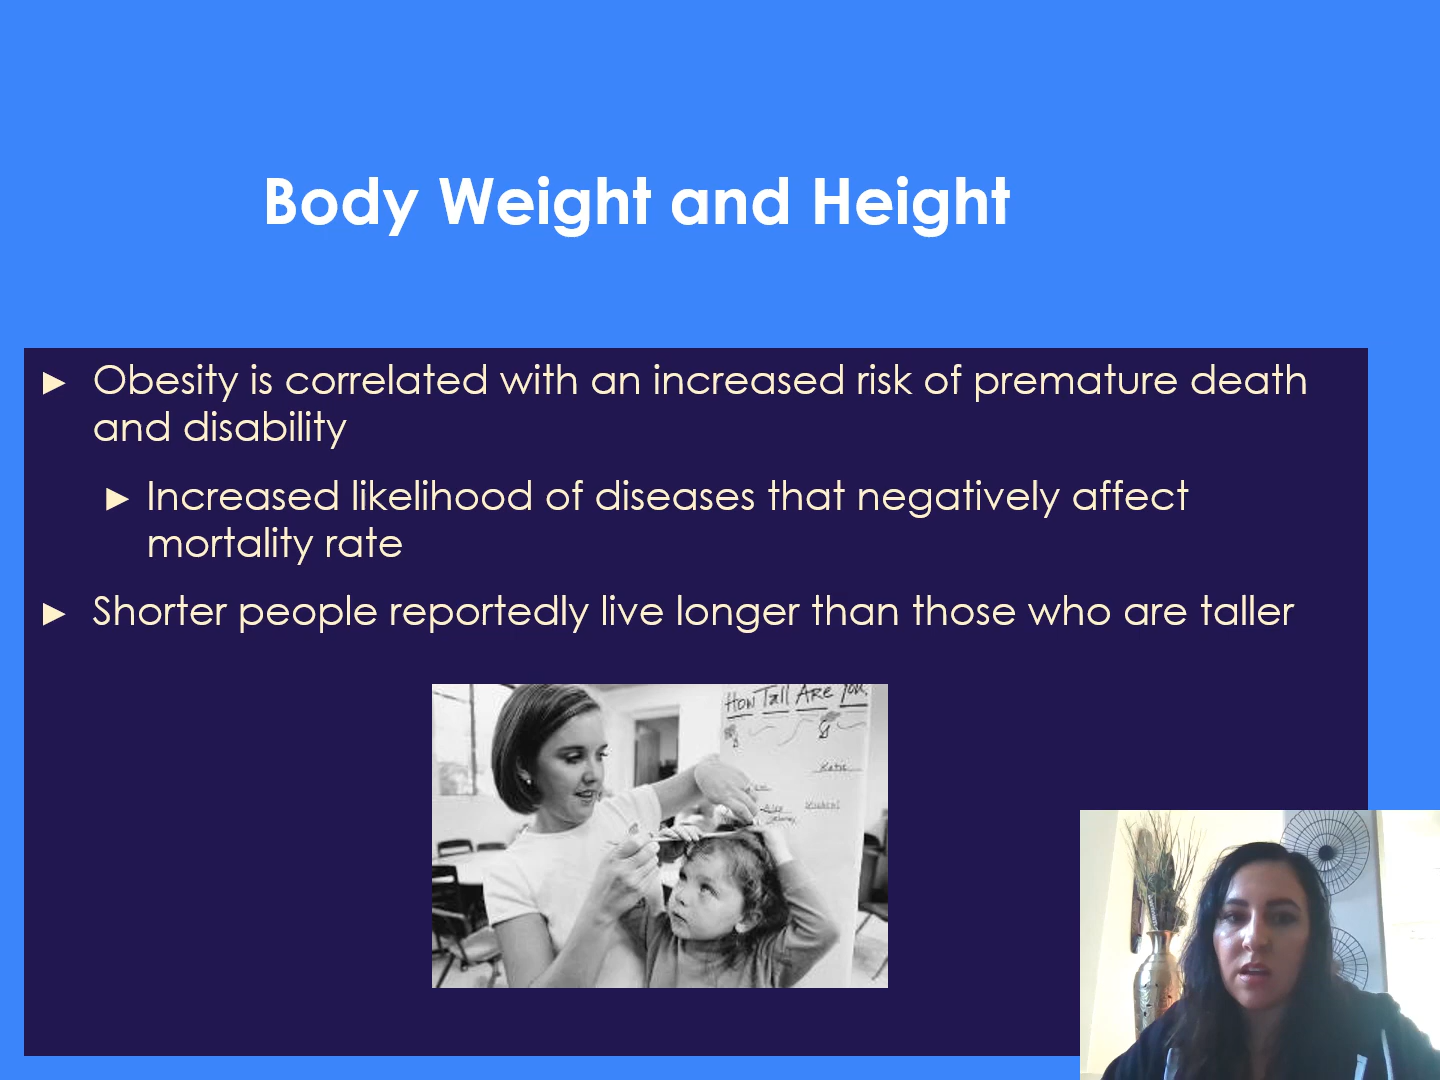 Body Weight and Height
► Obesity is correlated with an increased risk of premature death
and disability
► Increased likelihood of diseases that negatively affect
mortality rate
► Shorter people reportedly live longer than those who are taller
How Tall Are You
Katie
Alex